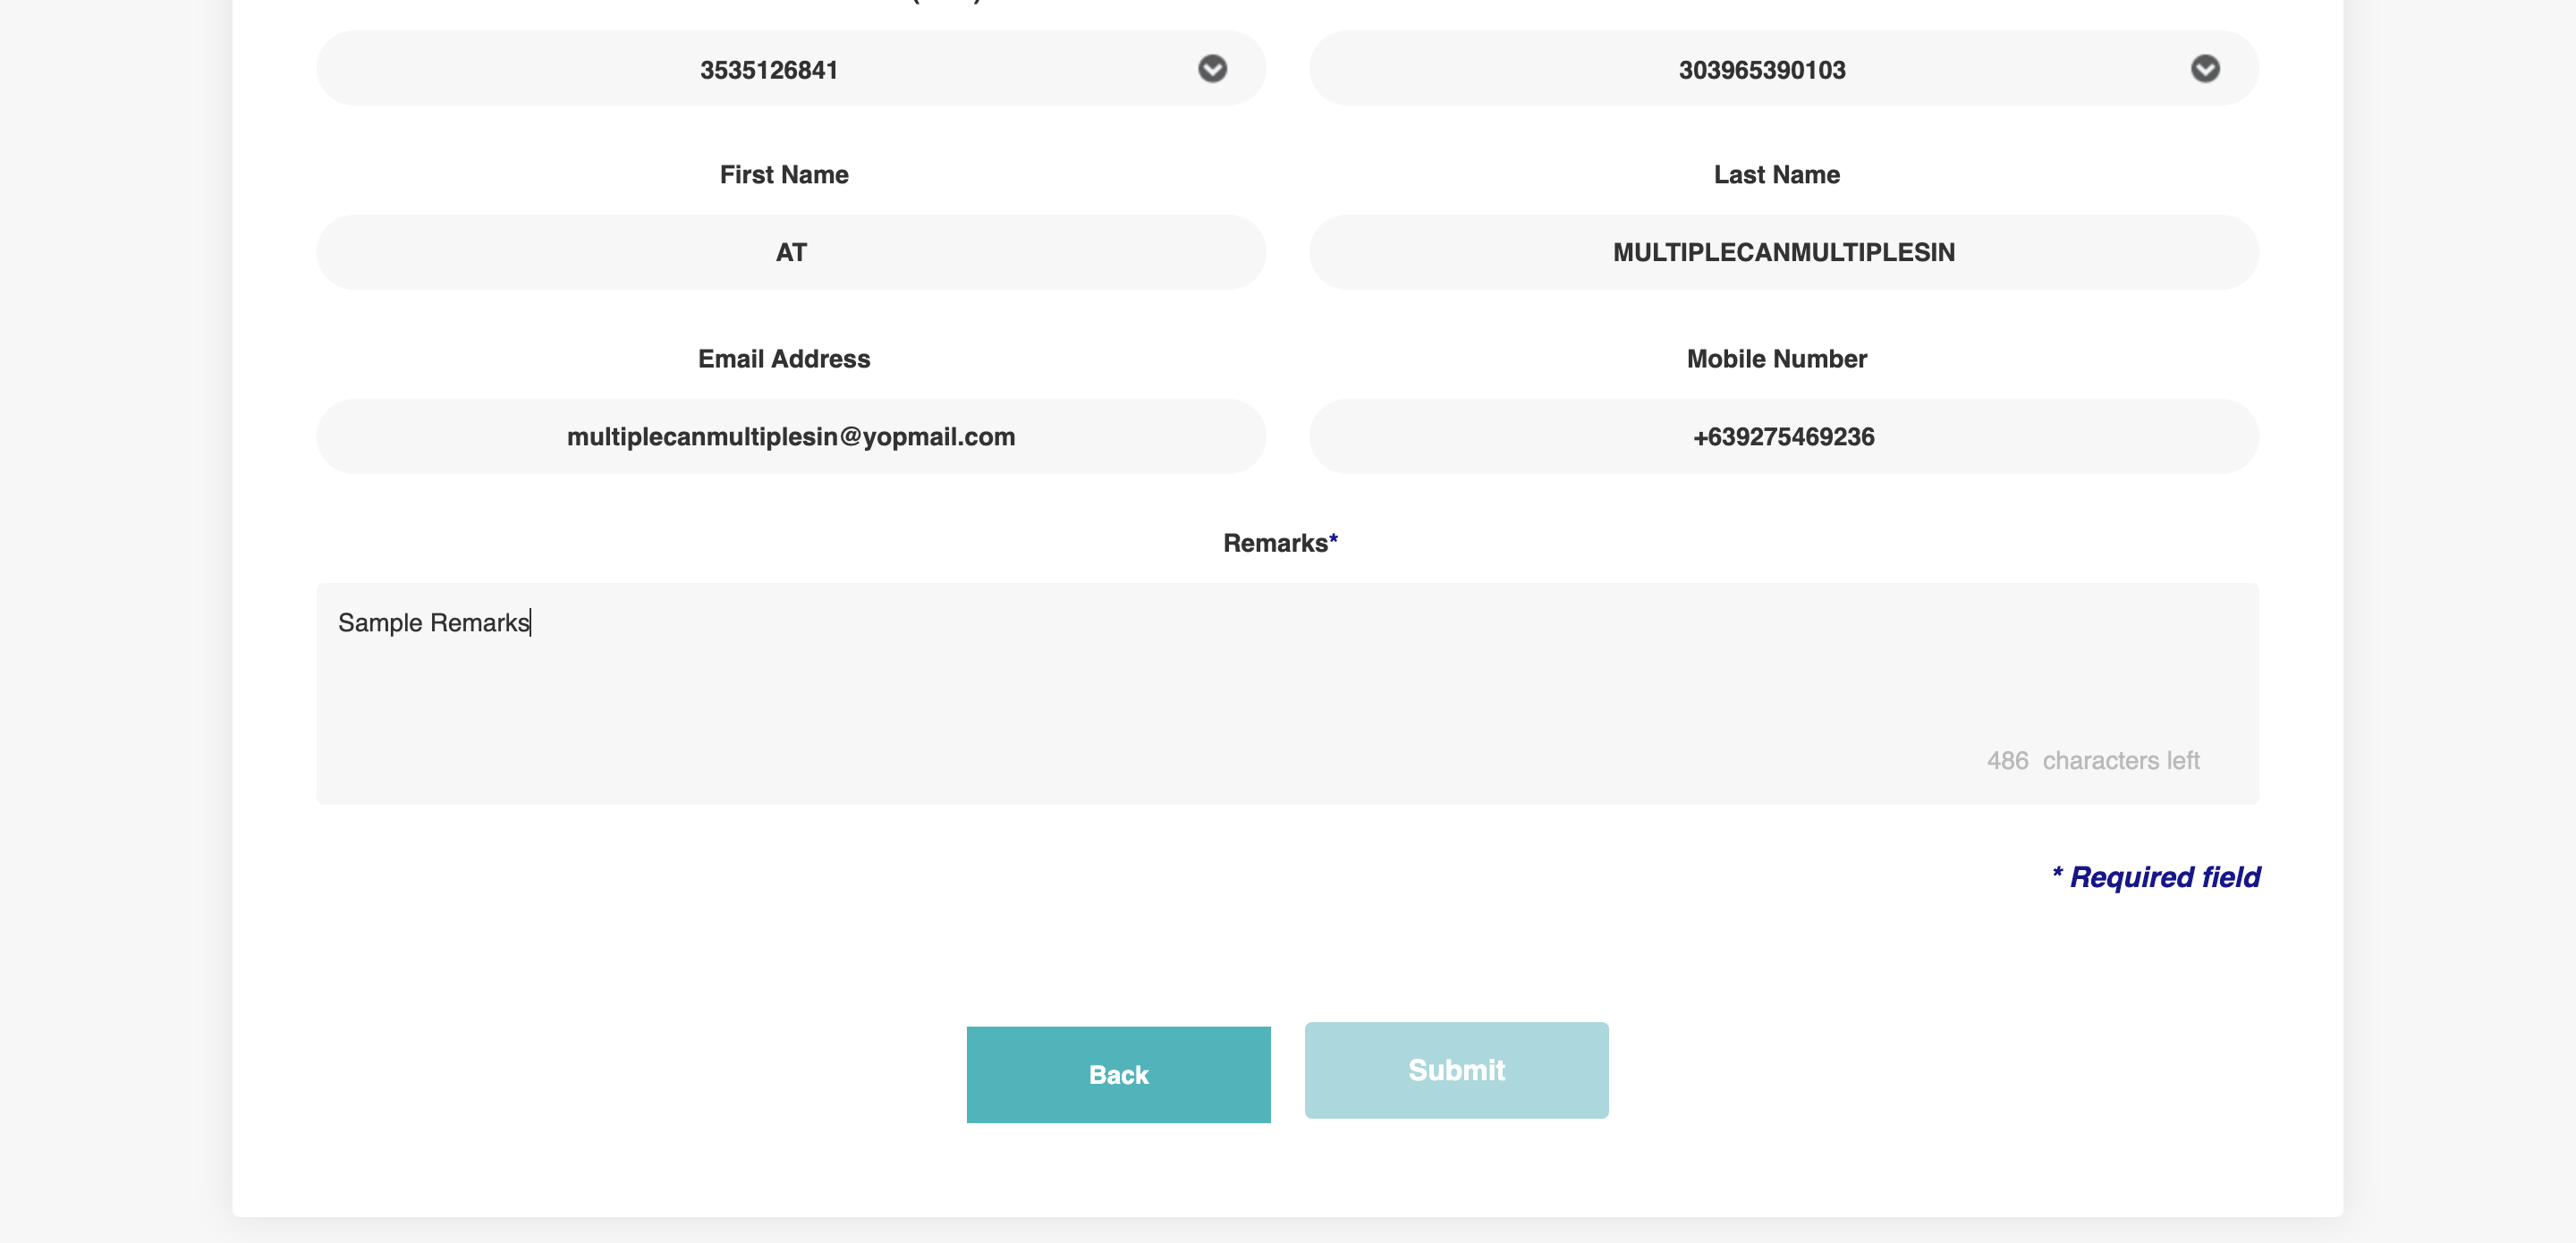 3535126841
303965390103
First Name
Last Name
AT
MULTIPLECANMULTIPLESIN
Email Address
Mobile Number
multiplecanmultiplesin@yopmail.com
+639275469236
Remarks*
Sample Remarks
486 characters left
* Required field
Back
Submit